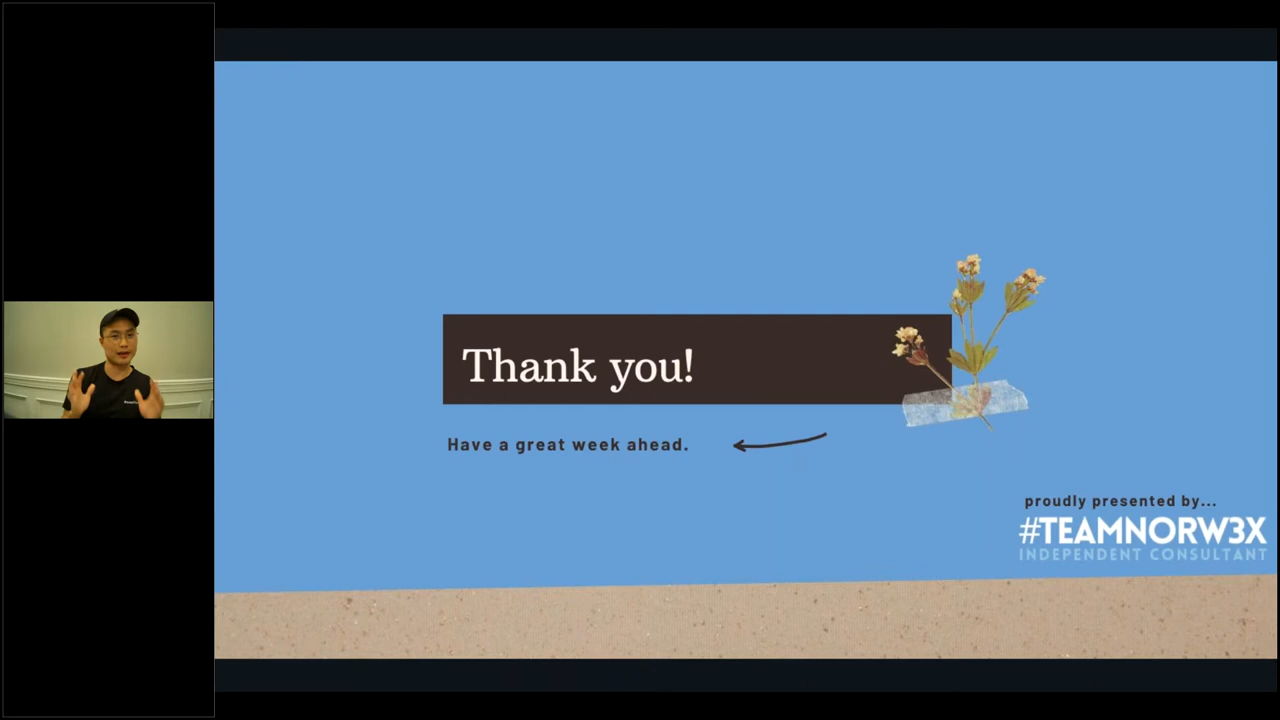 Thank you!
Have a great week ahead.
proudly presented by...
#TEAMNORW3X
INDEPENDENT CONSULTANT